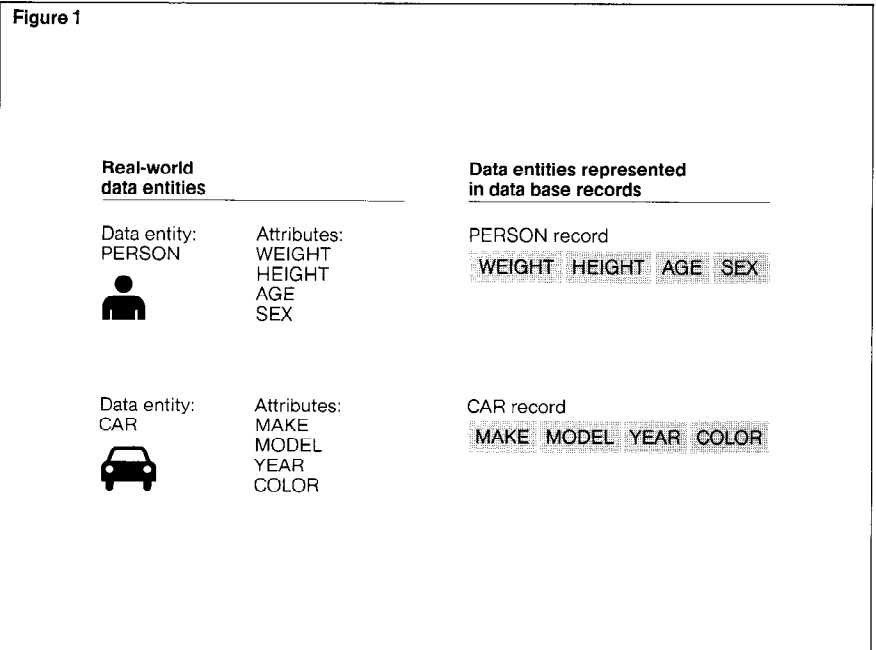 Figure 1
Real-world
data entities
Data entities represented
in data base records
Data entity:
PERSON
Attributes:
WEIGHT
HEIGHT
AGE
SEX
PERSON record
WEIGHT HEIGHT AGE SEX
Data entity:
CAR
Attributes:
MAKE
MODEL
YEAR
COLOR
CAR record
MAKE MODEL YEAR COLOR